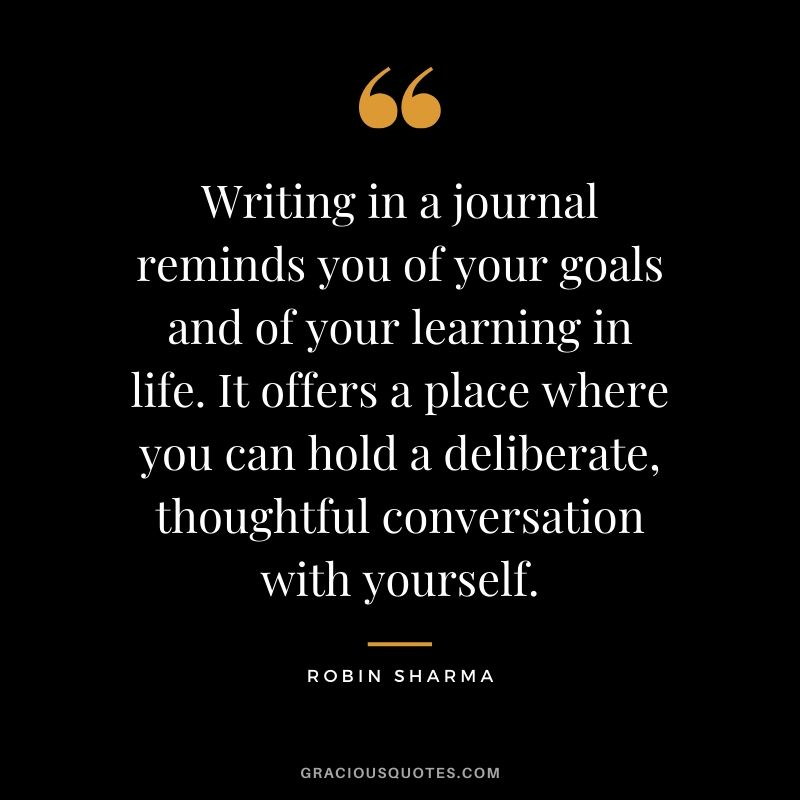 “
Writing in a journal
reminds you of your goals
and of your learning in
life. It offers a place where
you can hold a deliberate,
thoughtful conversation
with yourself.
ROBIN SHARMA
GRACIOUSQUOTES.COM